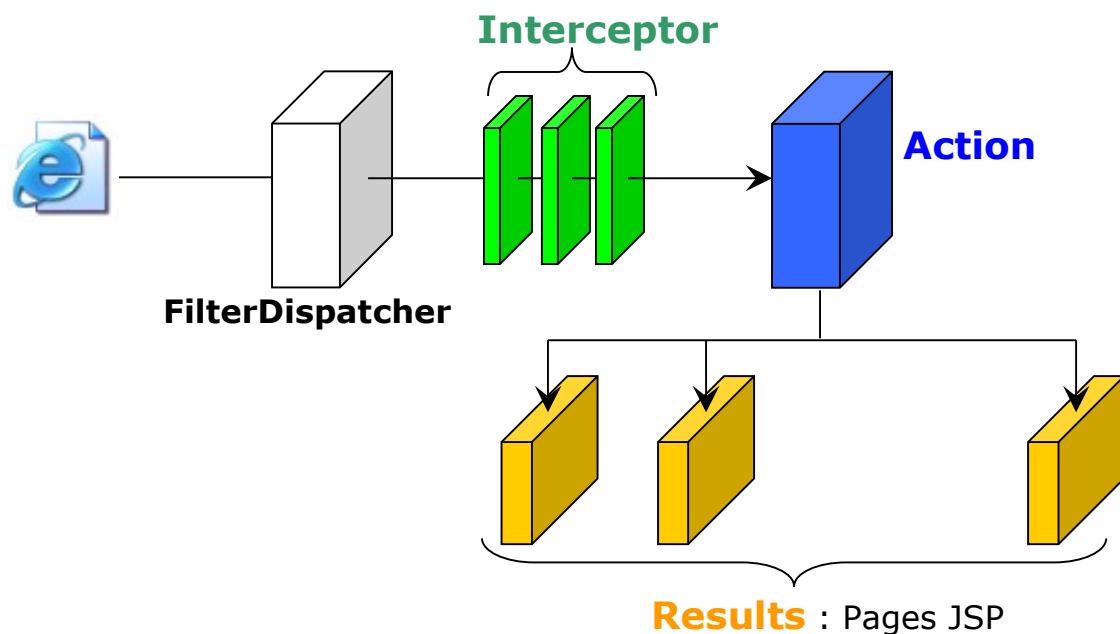 Interceptor
Action
FilterDispatcher
Results : Pages JSP